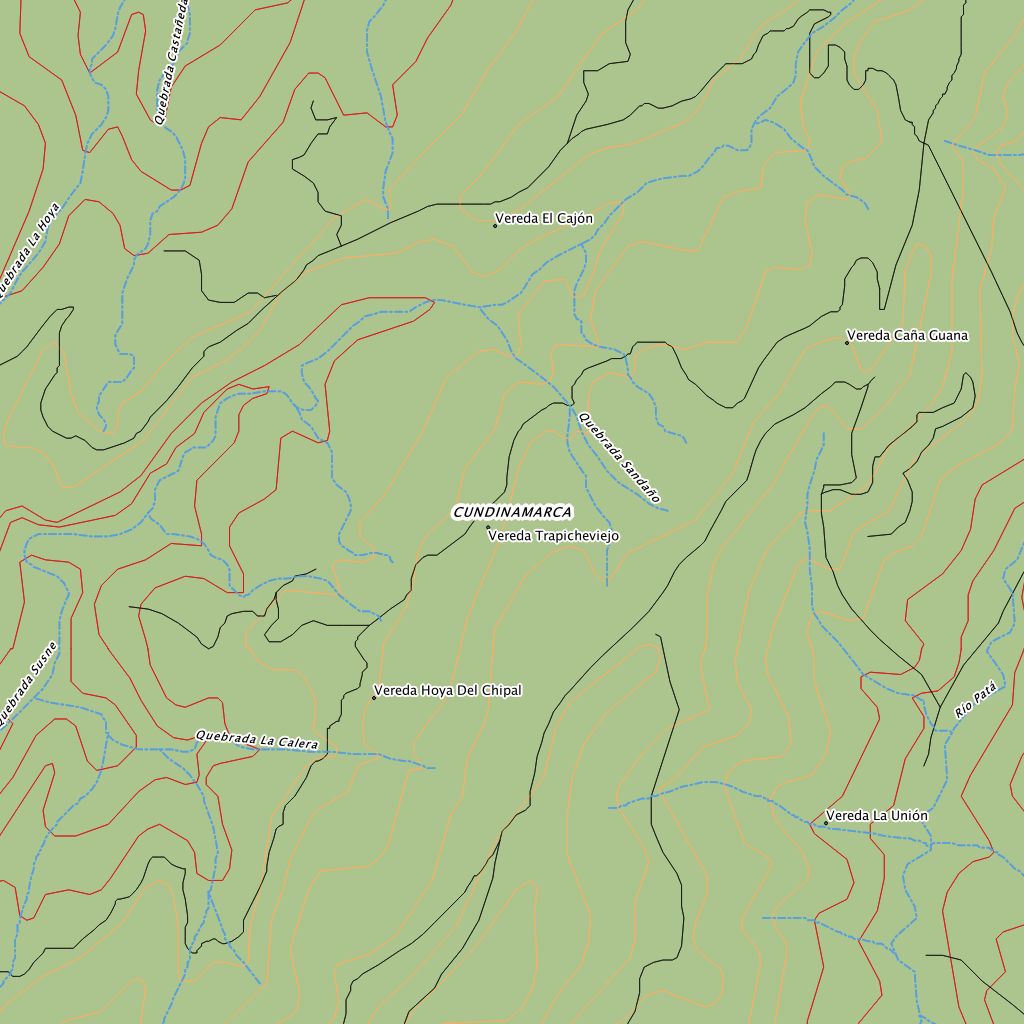 Quebrada Castañeda
Quebrada La Hoya
Vereda El Cajón
Vereda Caña Guana
Quebrada Sandaño
CUNDINAMARCA
Vereda Trapicheviejo
Quebrada Susne
Vereda Hoya Del Chipal
Río Patá
Quebrada La Calera
Vereda La Unión